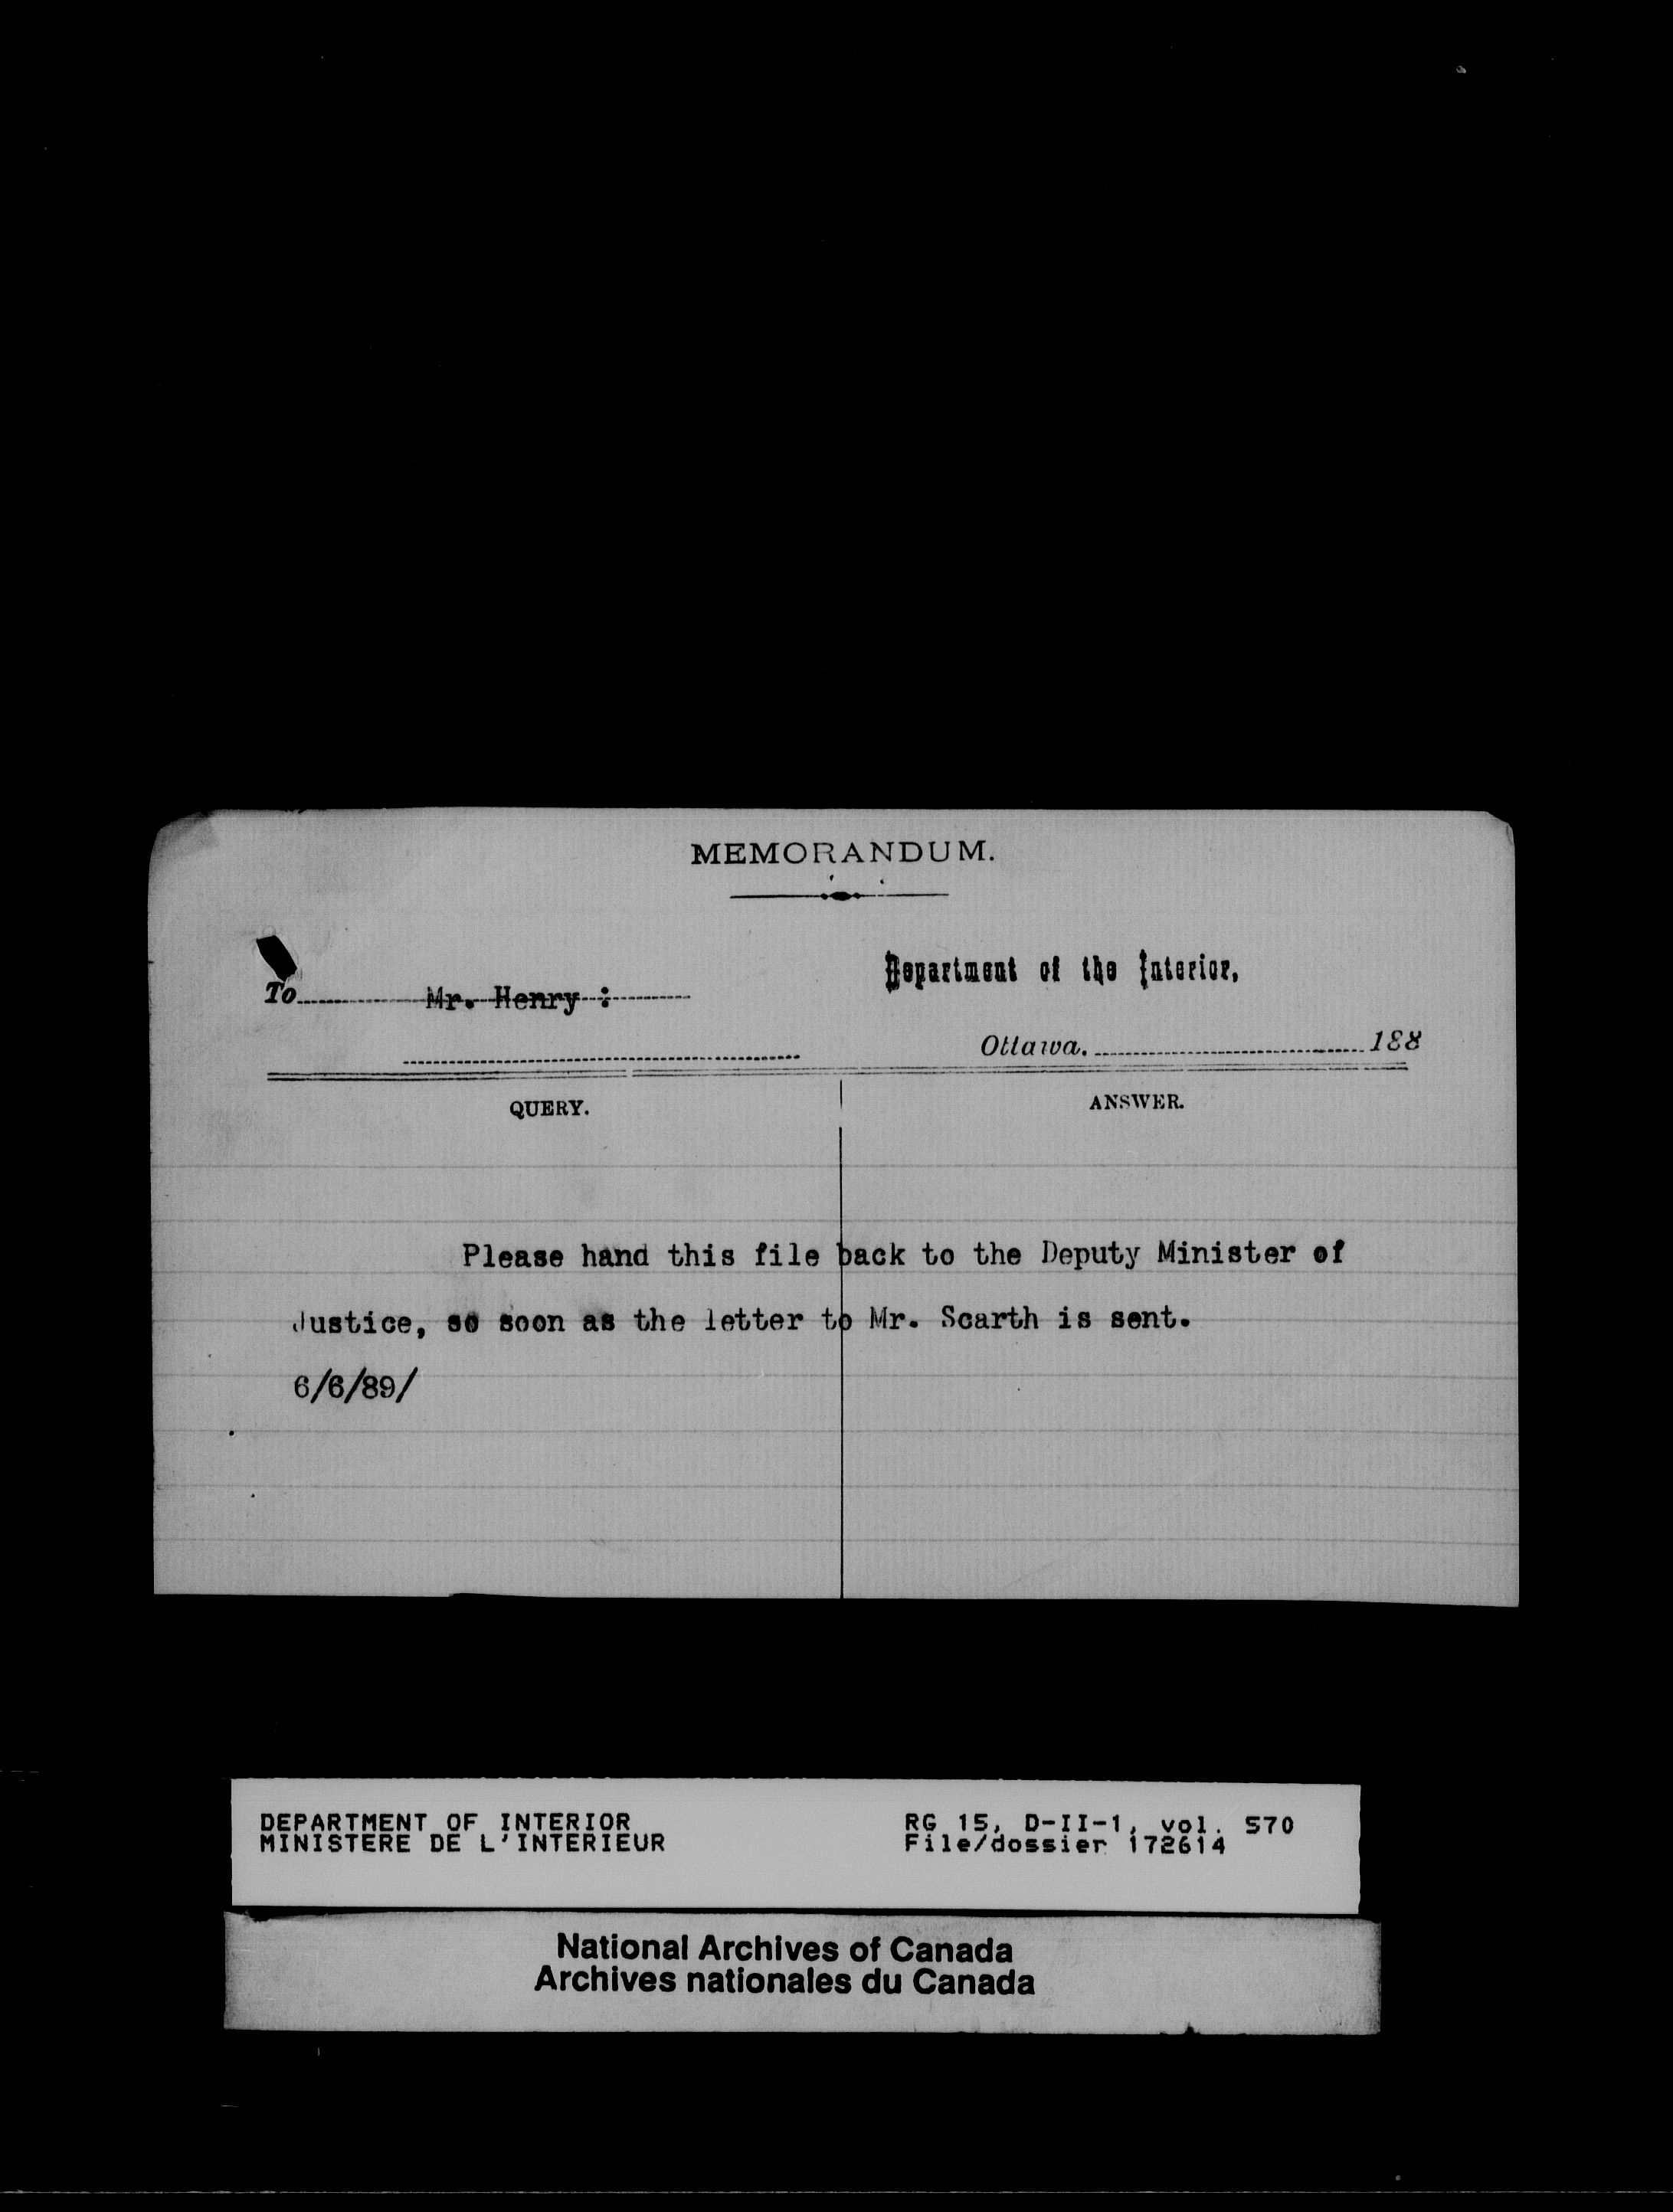 MEMORANDUM.
To Mr. Henry :
Department of the Interior,
Ottawa, 188
QUERY.
ANSWER.
Please hand this file back to the Deputy Minister of
Justice, so soon as the letter to Mr. Scarth is sent.
6/6/89/
DEPARTMENT OF INTERIOR
MINISTERE DE L'INTERIEUR
RG 15, D-II-1, vol. 570
File/dossier 172614
National Archives of Canada
Archives nationales du Canada